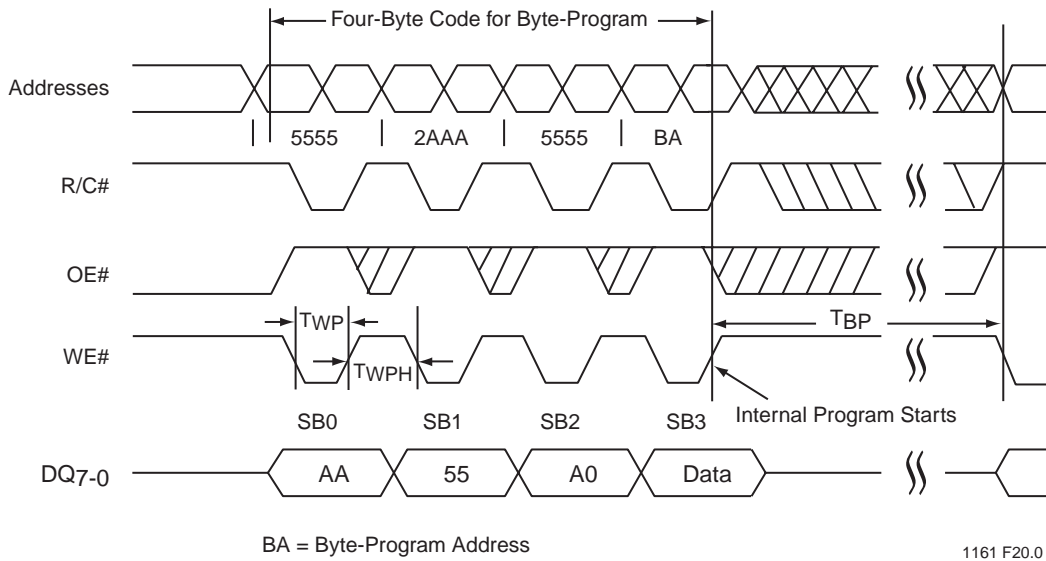 Four-Byte Code for Byte-Program
Addresses
5555 2AAA 5555 BA
R/C#
OE#
TWP
TBP
WE#
TWPH
Internal Program Starts
SB0 SB1 SB2 SB3
DQ7-0
AA 55 A0 Data
BA = Byte-Program Address
1161 F20.0